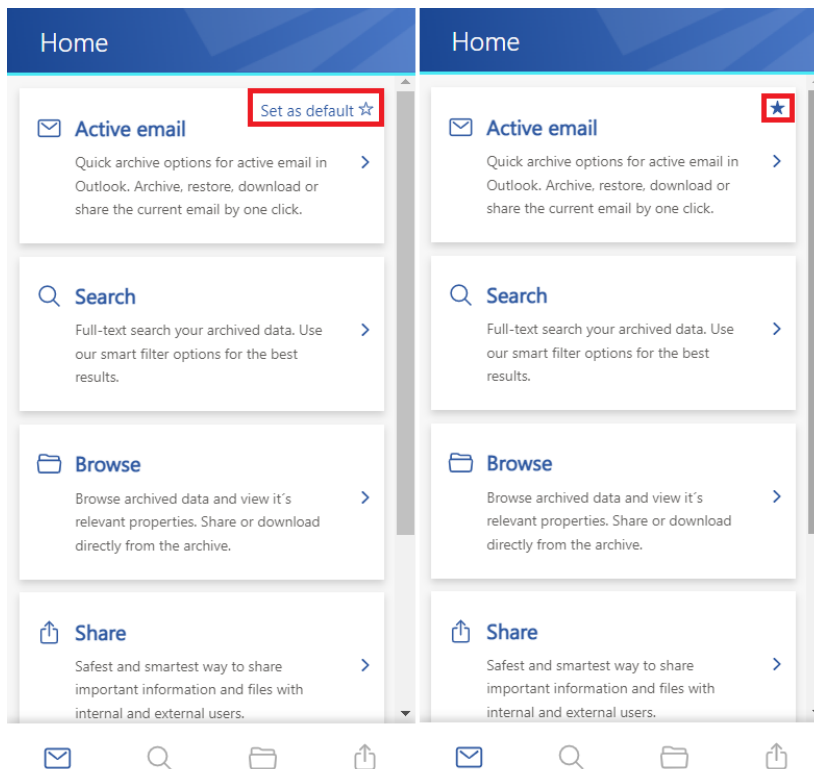 Home
Set as default
Active email
Quick archive options for active email in
Outlook. Archive, restore, download or
share the current email by one click.
Search
Full-text search your archived data. Use
our smart filter options for the best
results.
Browse
Browse archived data and view it´s
relevant properties. Share or download
directly from the archive.
Share
Safest and smartest way to share
important information and files with
internal and external users.
Home
Active email
Quick archive options for active email in
Outlook. Archive, restore, download or
share the current email by one click.
Search
Full-text search your archived data. Use
our smart filter options for the best
results.
Browse
Browse archived data and view it´s
relevant properties. Share or download
directly from the archive.
Share
Safest and smartest way to share
important information and files with
internal and external users.